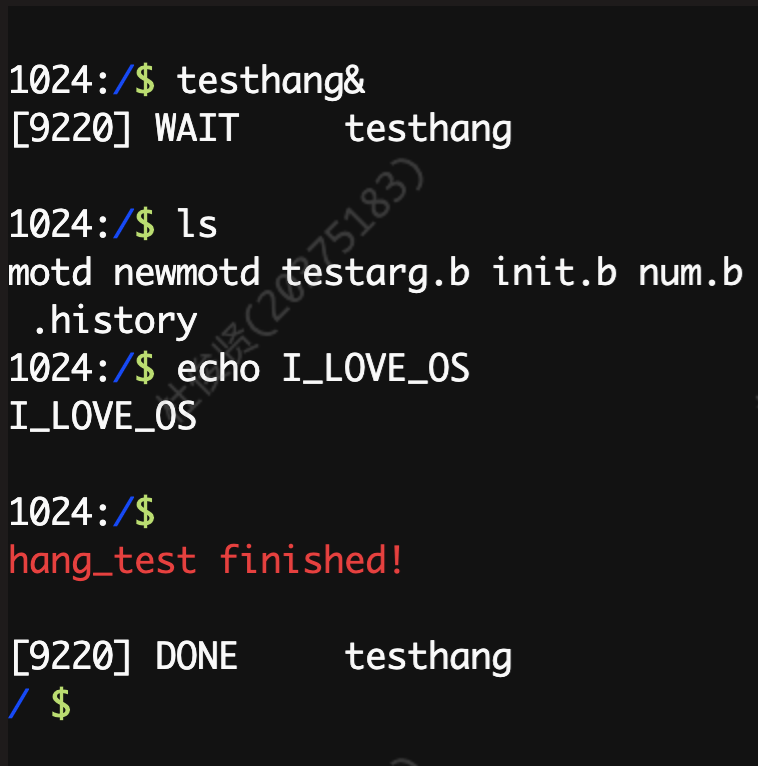 1024:/$ testhang&
[9220] WAIT     testhang
1024:/$ ls
motd newmotd testarg.b init.b num.b
 .history
1024:/$ echo I_LOVE_OS
I_LOVE_OS
1024:/$
hang_test finished!
[9220] DONE     testhang
/ $